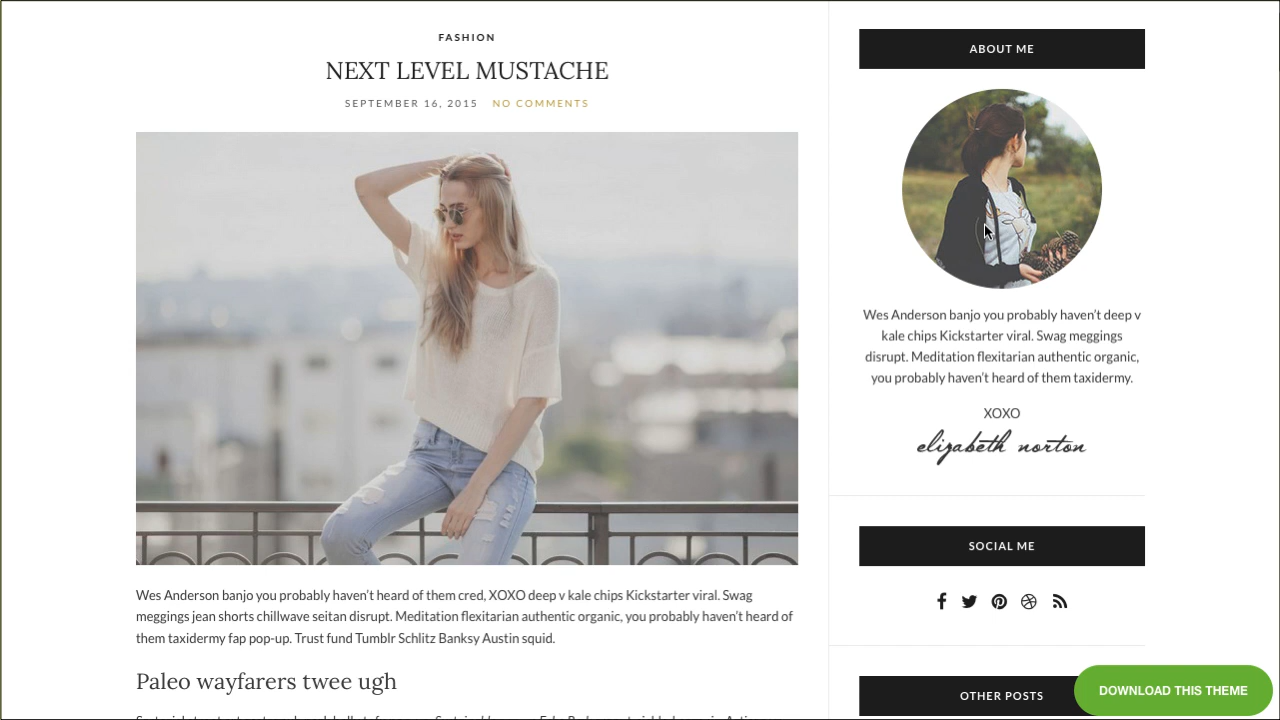 FASHION
NEXT LEVEL MUSTACHE
SEPTEMBER 16, 2015 NO COMMENTS
Wes Anderson banjo you probably haven't heard of them cred, XOXO deep v kale chips Kickstarter viral. Swag
meggings jean shorts chillwave seitan disrupt. Meditation flexitarian authentic organic, you probably haven't heard of
them taxidermy fap pop-up. Trust fund Tumblr Schlitz Banksy Austin squid.
Paleo wayfarers twee ugh
ABOUT ME
Wes Anderson banjo you probably haven't deep v
kale chips Kickstarter viral. Swag meggings
disrupt. Meditation flexitarian authentic organic,
you probably haven't heard of them taxidermy.
XOXO
elizabeth norton
SOCIAL ME
OTHER POSTS
DOWNLOAD THIS THEME